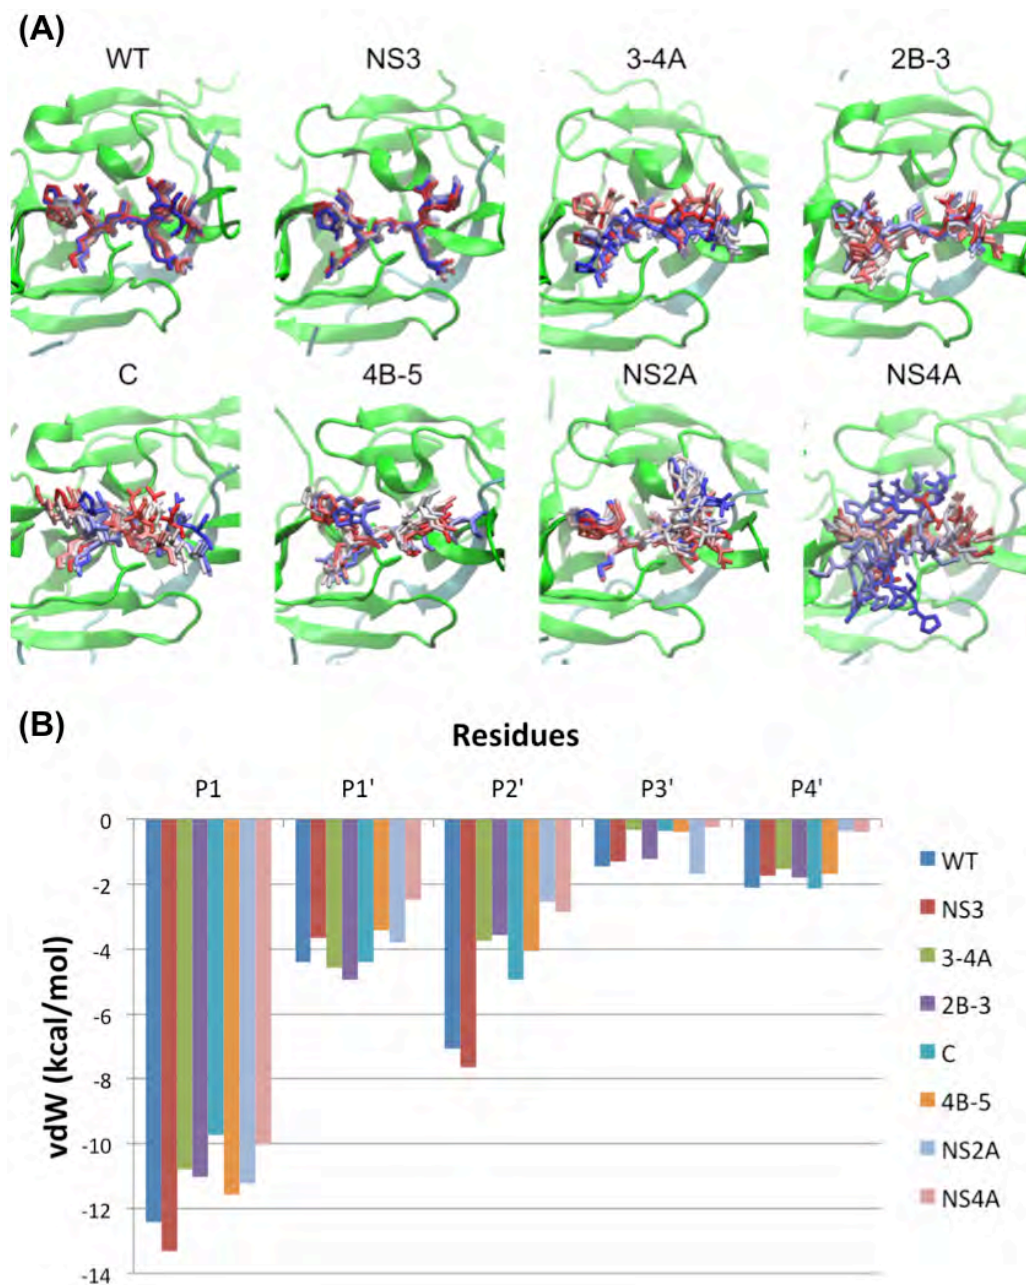 (A)
WT NS3 3-4A 2B-3
C 4B-5 NS2A NS4A
(B)
Residues
P1 P1' P2' P3' P4'
0
-2
-4
-6
-8
-10
-12
-14
vdW (kcal/mol)
WT
NS3
3-4A
2B-3
C
4B-5
NS2A
NS4A